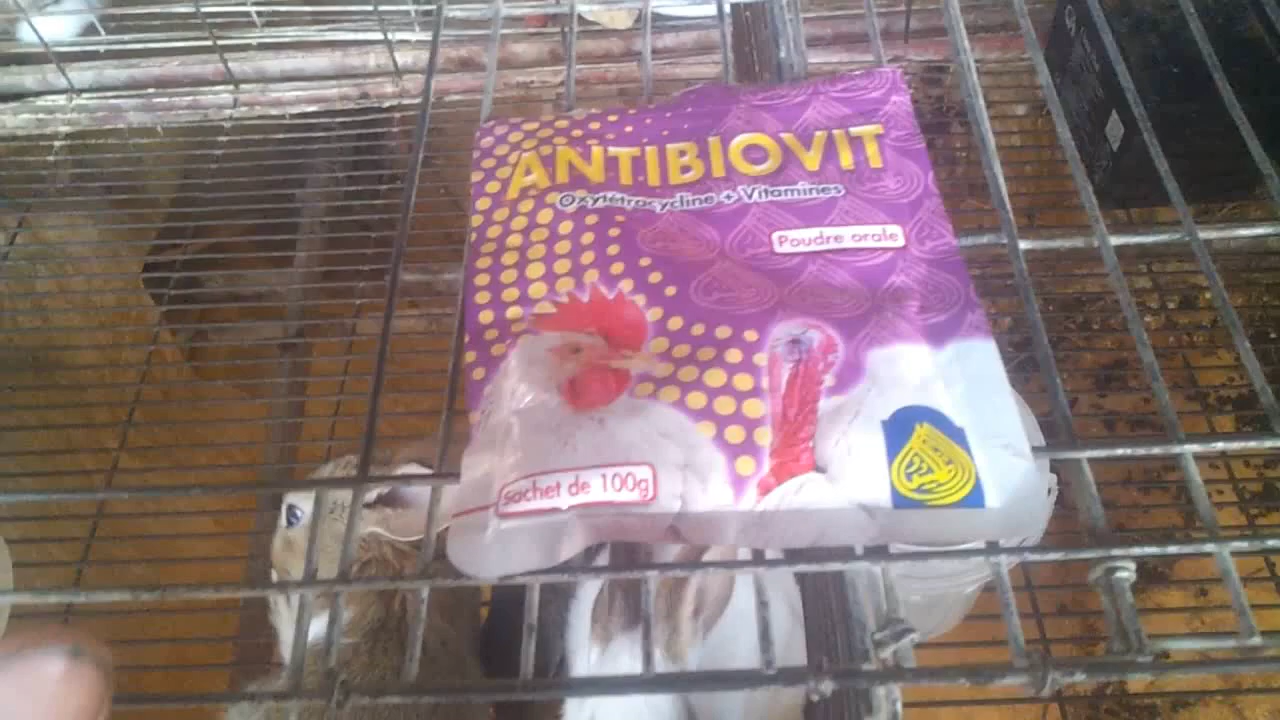 ANTIBIOVIT
Oxytétracycline + Vitamines
Poudre orale
Sachet de 100g